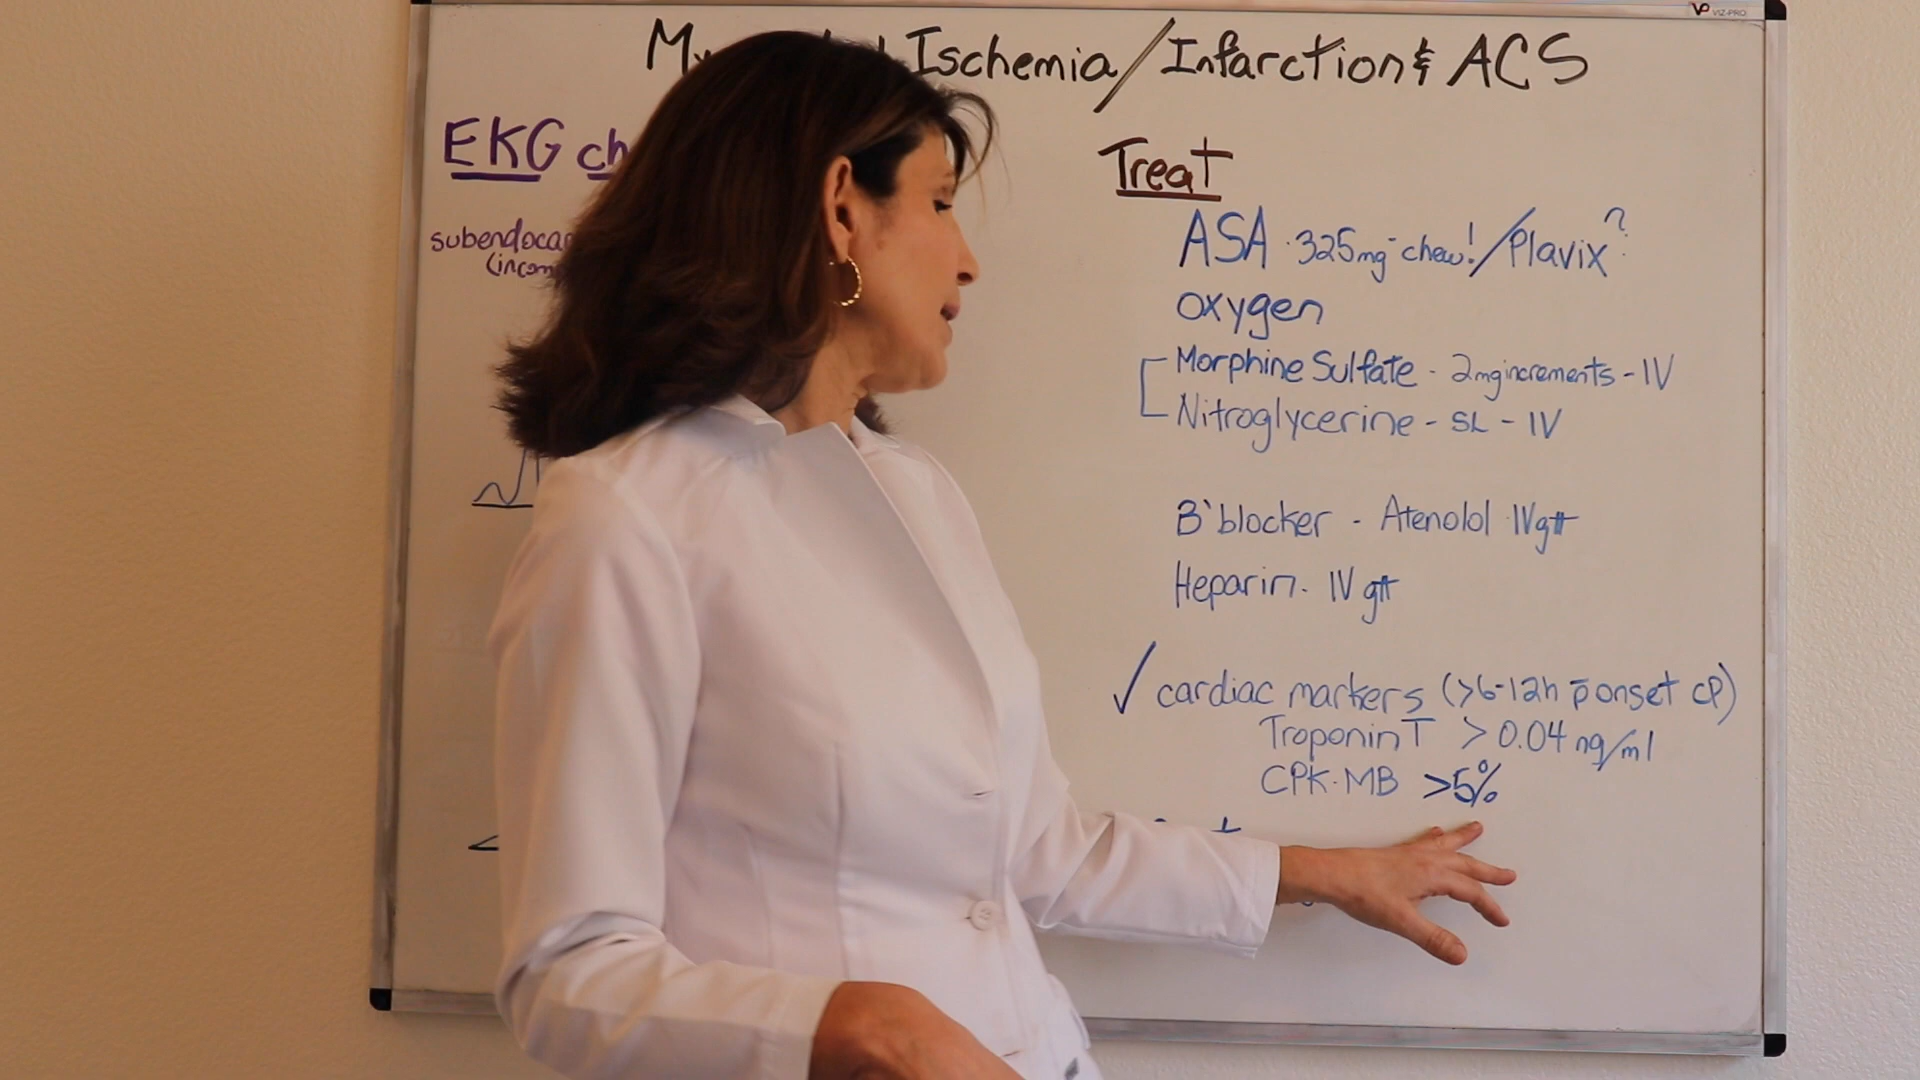 VIZ-PRO
Ischemia/Infarction & ACS
EKG ch
subendocar
(incom
Treat
ASA · 325mg - chew! / Plavix?
oxygen
Morphine Sulfate - 2mg increments - IV
Nitroglycerine - SL - IV
B'blocker - Atenolol IV gtt
Heparin - IV gtt
✓ cardiac markers (>6-12h p̄ onset CP)
Troponin T > 0.04 ng/ml
CPK-MB >5%